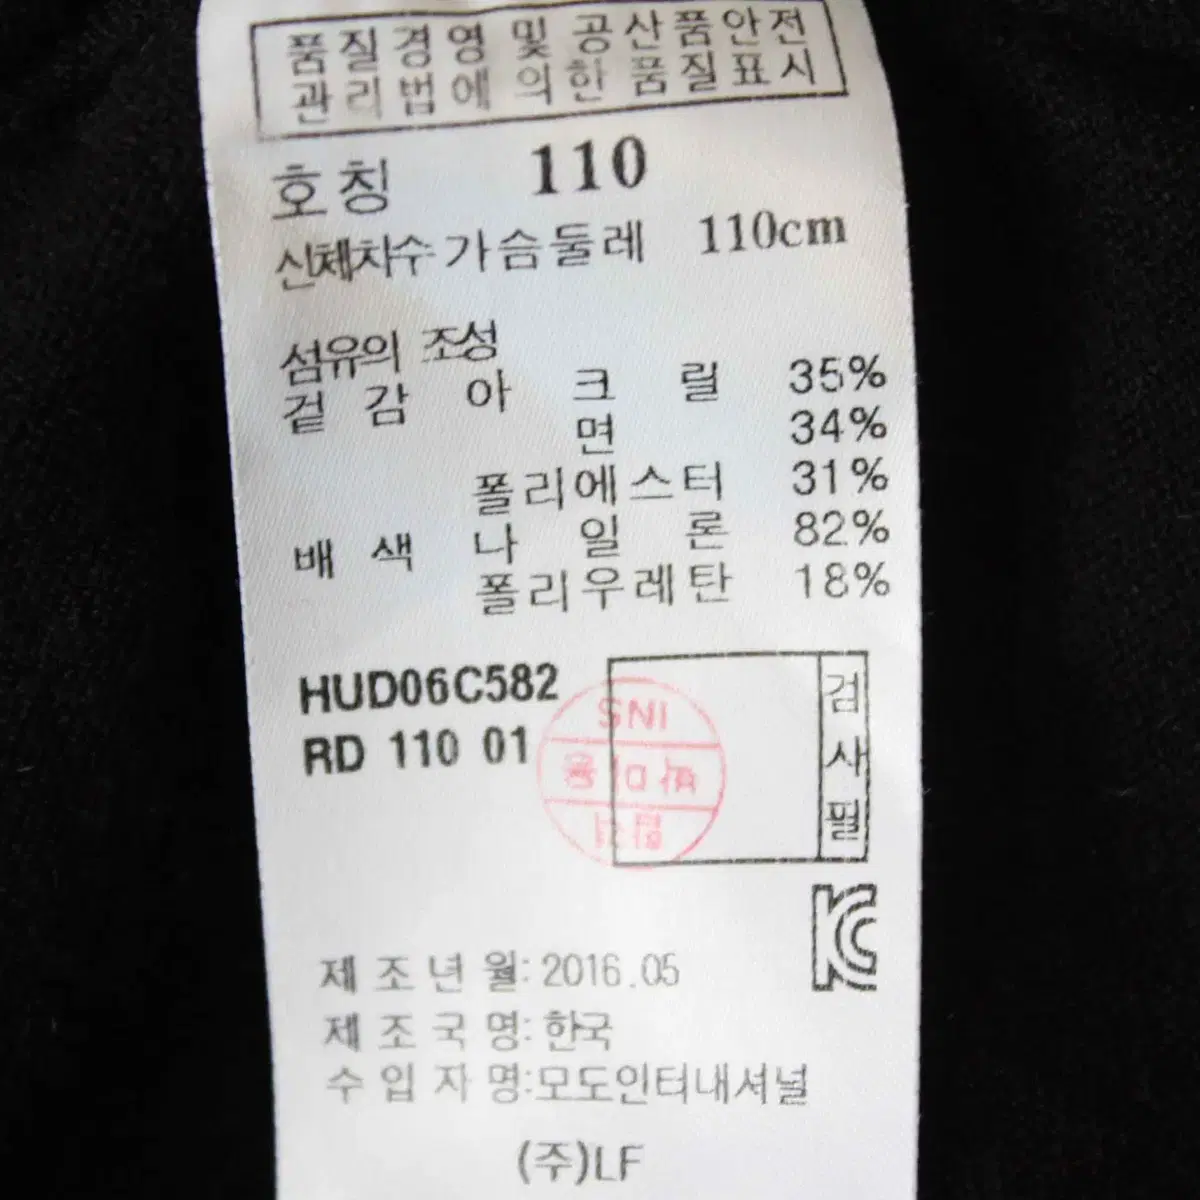 품질경영 및 공산품안전
관리법에 의한 품질표시
호칭 110
신체치수 가슴둘레 110cm
섬유의 조성
겉감 아크릴 35%
면 34%
폴리에스터 31%
배색 나일론 82%
폴리우레탄 18%
HUD06C582
RD 110 01
INS
검사필
KC
제조년월: 2016.05
제조국명: 한국
수입자명: 모도인터내셔널
(주)LF